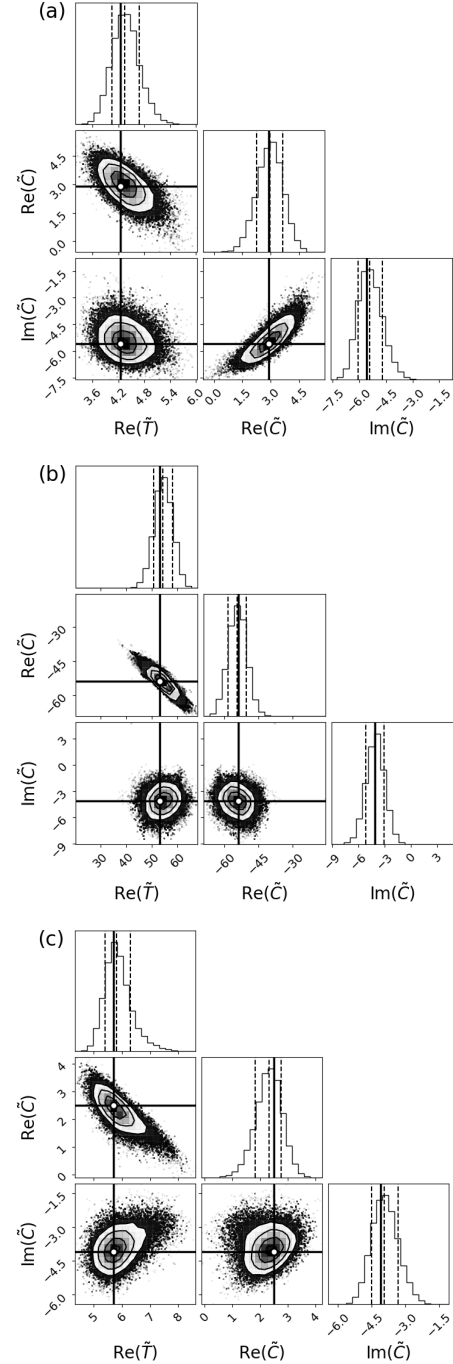 (a)
Re(C̃)
4.5
3.0
1.5
0.0
Im(C̃)
−1.5
−3.0
−4.5
−6.0
−7.5
3.6 4.2 4.8 5.4 6.0
0.0 1.5 3.0 4.5
−7.5 −6.0 −4.5 −3.0 −1.5
Re(T̃) Re(C̃) Im(C̃)
(b)
Re(C̃)
−30
−45
−60
Im(C̃)
3
0
−3
−6
−9
30 40 50 60
−60 −45 −30
−9 −6 −3 0 3
Re(T̃) Re(C̃) Im(C̃)
(c)
Re(C̃)
4
3
2
1
0
Im(C̃)
−1.5
−3.0
−4.5
−6.0
5 6 7 8
0 1 2 3 4
−6.0 −4.5 −3.0 −1.5
Re(T̃) Re(C̃) Im(C̃)